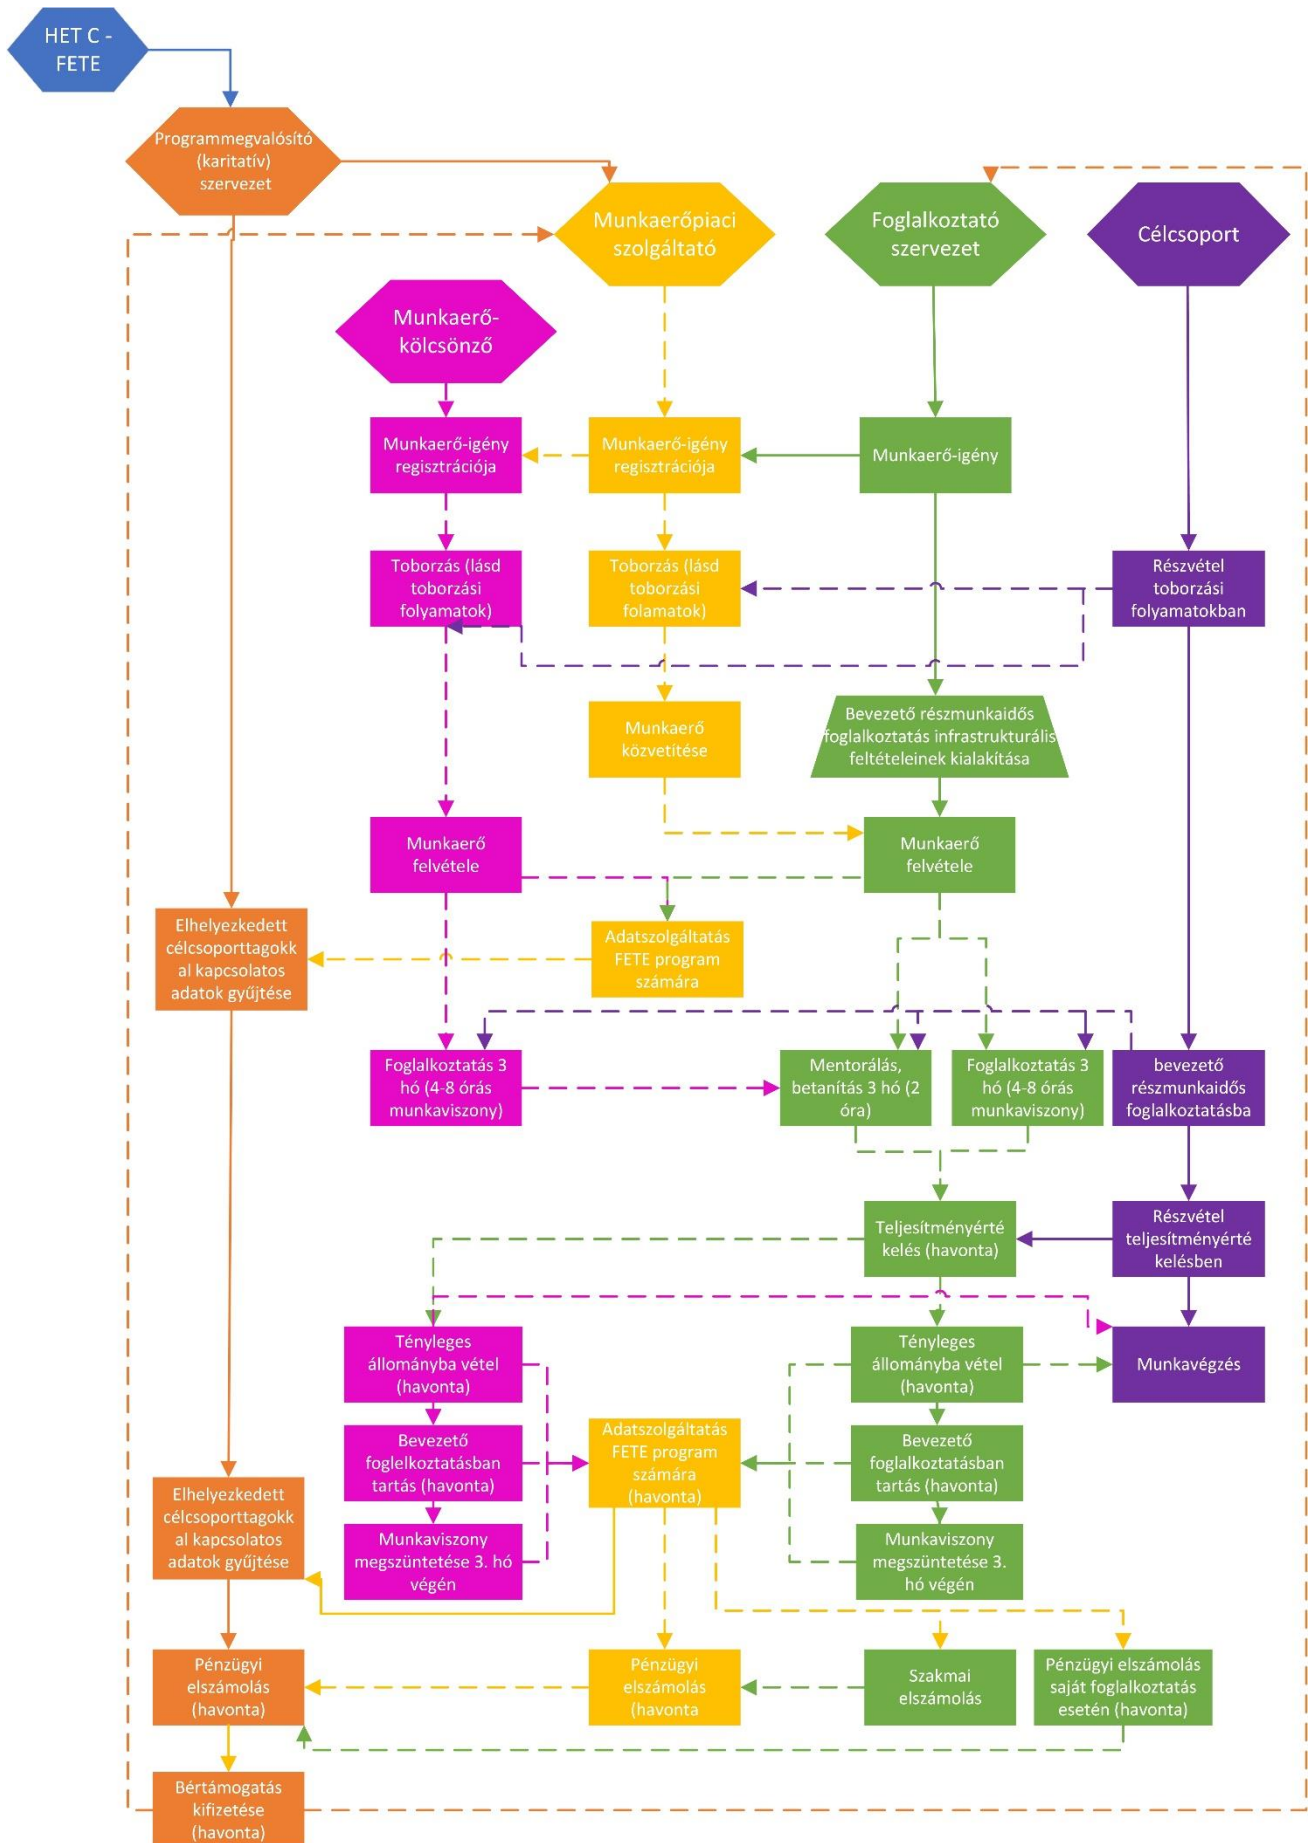 HET C -
FETE
Programmegvalósító
(karitatív)
szervezet
Munkaerőpiaci
szolgáltató
Foglalkoztató
szervezet
Célcsoport
Munkaerő-
kölcsönző
Munkaerő-igény
regisztrációja
Munkaerő-igény
regisztrációja
Munkaerő-igény
Toborzás (lásd
toborzási
folyamatok)
Toborzás (lásd
toborzási
folamatok)
Részvétel
toborzási
folyamatokban
Munkaerő
közvetítése
Bevezető részmunkaidős
foglalkoztatás infrastrukturális
feltételeinek kialakítása
Munkaerő
felvétele
Munkaerő
felvétele
Elhelyezkedett
célcsoporttagokk
al kapcsolatos
adatok gyűjtése
Adatszolgáltatás
FETE program
számára
Foglalkoztatás 3
hó (4-8 órás
munkaviszony)
Mentorálás,
betanítás 3 hó (2
óra)
Foglalkoztatás 3
hó (4-8 órás
munkaviszony)
bevezető
részmunkaidős
foglalkoztatásba
Teljesítményérté
kelés (havonta)
Részvétel
teljesítményérté
kelésben
Tényleges
állományba vétel
(havonta)
Tényleges
állományba vétel
(havonta)
Munkavégzés
Bevezető
foglelkoztatásban
tartás (havonta)
Adatszolgáltatás
FETE program
számára
(havonta)
Bevezető
foglalkoztatásban
tartás (havonta)
Elhelyezkedett
célcsoporttagokk
al kapcsolatos
adatok gyűjtése
Munkaviszony
megszüntetése 3. hó
végén
Munkaviszony
megszüntetése 3.
hó végén
Pénzügyi
elszámolás
(havonta)
Pénzügyi
elszámolás
(havonta
Szakmai
elszámolás
Pénzügyi elszámolás
saját foglalkoztatás
esetén (havonta)
Bértámogatás
kifizetése
(havonta)